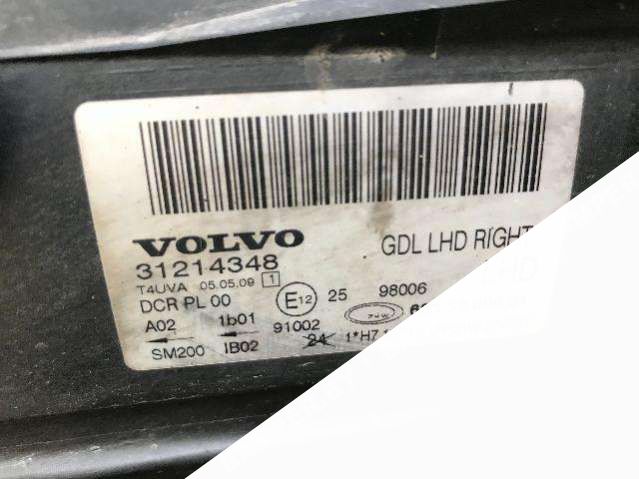 VOLVO GDL LHD RIGHT
31214348
T4UVA 05.05.09 1
DCR PL 00 E12 25 98006
A02 1b01 91002
SM200 IB02 24 1*H7